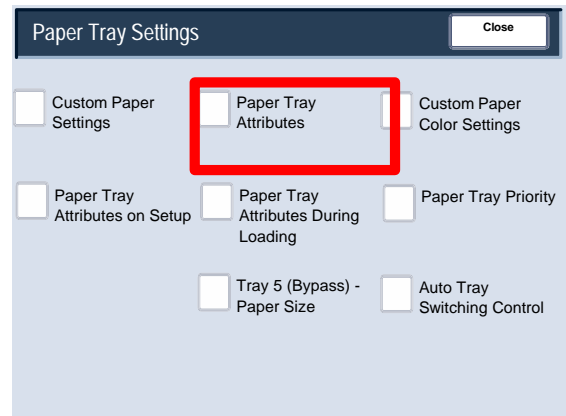 Paper Tray Settings
Close
Custom Paper
Settings
Paper Tray
Attributes
Custom Paper
Color Settings
Paper Tray
Attributes on Setup
Paper Tray
Attributes During
Loading
Paper Tray Priority
Tray 5 (Bypass) -
Paper Size
Auto Tray
Switching Control